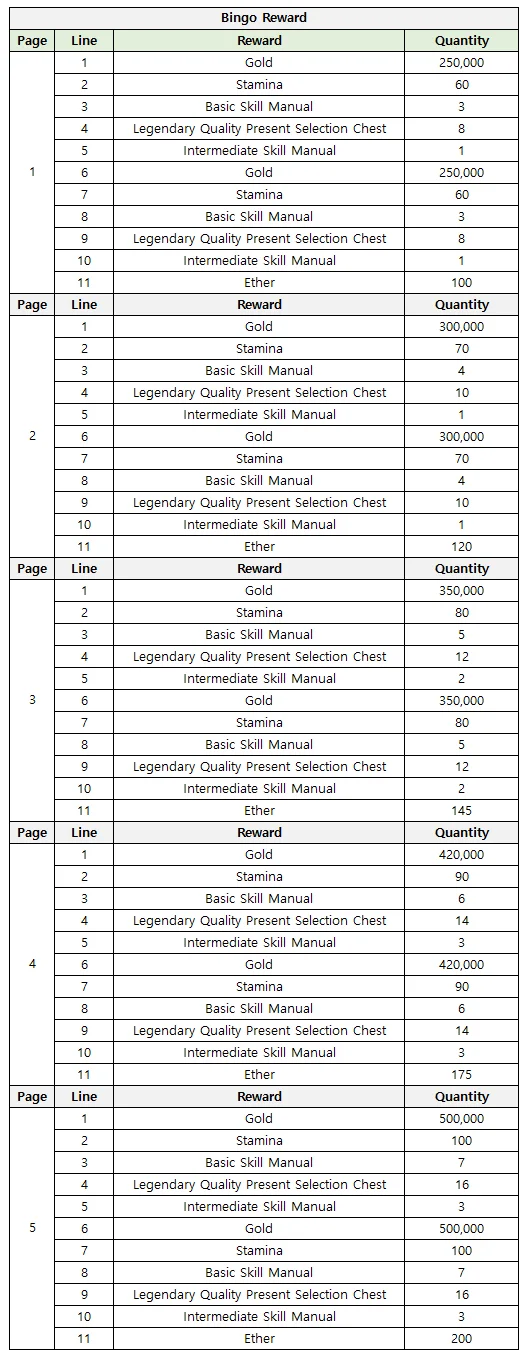 Bingo Reward
Page Line Reward Quantity
1 Gold 250,000
2 Stamina 60
3 Basic Skill Manual 3
4 Legendary Quality Present Selection Chest 8
5 Intermediate Skill Manual 1
1 6 Gold 250,000
7 Stamina 60
8 Basic Skill Manual 3
9 Legendary Quality Present Selection Chest 8
10 Intermediate Skill Manual 1
11 Ether 100
Page Line Reward Quantity
1 Gold 300,000
2 Stamina 70
3 Basic Skill Manual 4
4 Legendary Quality Present Selection Chest 10
5 Intermediate Skill Manual 1
2 6 Gold 300,000
7 Stamina 70
8 Basic Skill Manual 4
9 Legendary Quality Present Selection Chest 10
10 Intermediate Skill Manual 1
11 Ether 120
Page Line Reward Quantity
1 Gold 350,000
2 Stamina 80
3 Basic Skill Manual 5
4 Legendary Quality Present Selection Chest 12
5 Intermediate Skill Manual 2
3 6 Gold 350,000
7 Stamina 80
8 Basic Skill Manual 5
9 Legendary Quality Present Selection Chest 12
10 Intermediate Skill Manual 2
11 Ether 145
Page Line Reward Quantity
1 Gold 420,000
2 Stamina 90
3 Basic Skill Manual 6
4 Legendary Quality Present Selection Chest 14
5 Intermediate Skill Manual 3
4 6 Gold 420,000
7 Stamina 90
8 Basic Skill Manual 6
9 Legendary Quality Present Selection Chest 14
10 Intermediate Skill Manual 3
11 Ether 175
Page Line Reward Quantity
1 Gold 500,000
2 Stamina 100
3 Basic Skill Manual 7
4 Legendary Quality Present Selection Chest 16
5 Intermediate Skill Manual 3
5 6 Gold 500,000
7 Stamina 100
8 Basic Skill Manual 7
9 Legendary Quality Present Selection Chest 16
10 Intermediate Skill Manual 3
11 Ether 200